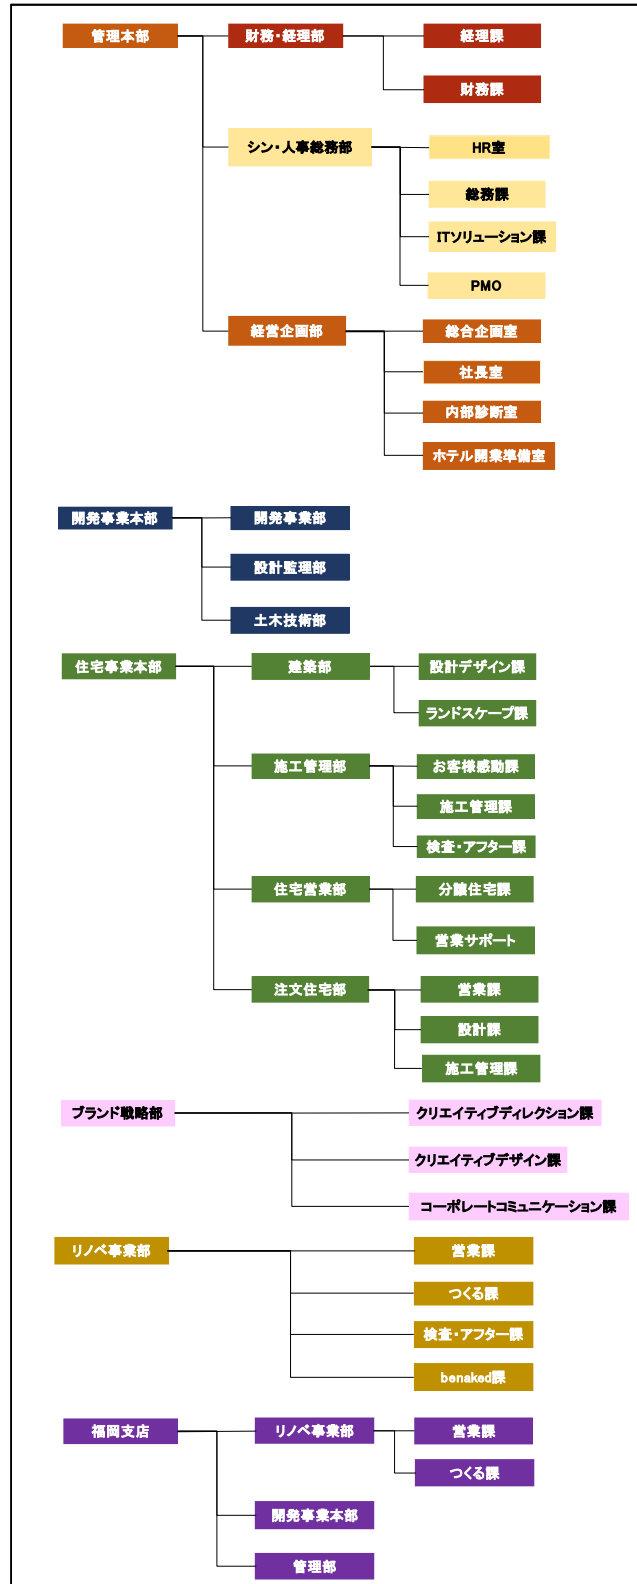 管理本部
財務・経理部
経理課
財務課
シン・人事総務部
HR室
総務課
ITソリューション課
PMO
経営企画部
総合企画室
社長室
内部診断室
ホテル開業準備室
開発事業本部
開発事業部
設計監理部
土木技術部
住宅事業本部
建築部
設計デザイン課
ランドスケープ課
施工管理部
お客様感動課
施工管理課
検査・アフター課
住宅営業部
分譲住宅課
営業サポート
注文住宅部
営業課
設計課
施工管理課
ブランド戦略部
クリエイティブディレクション課
クリエイティブデザイン課
コーポレートコミュニケーション課
リノベ事業部
営業課
つくる課
検査・アフター課
benaked課
福岡支店
リノベ事業部
営業課
つくる課
開発事業本部
管理部